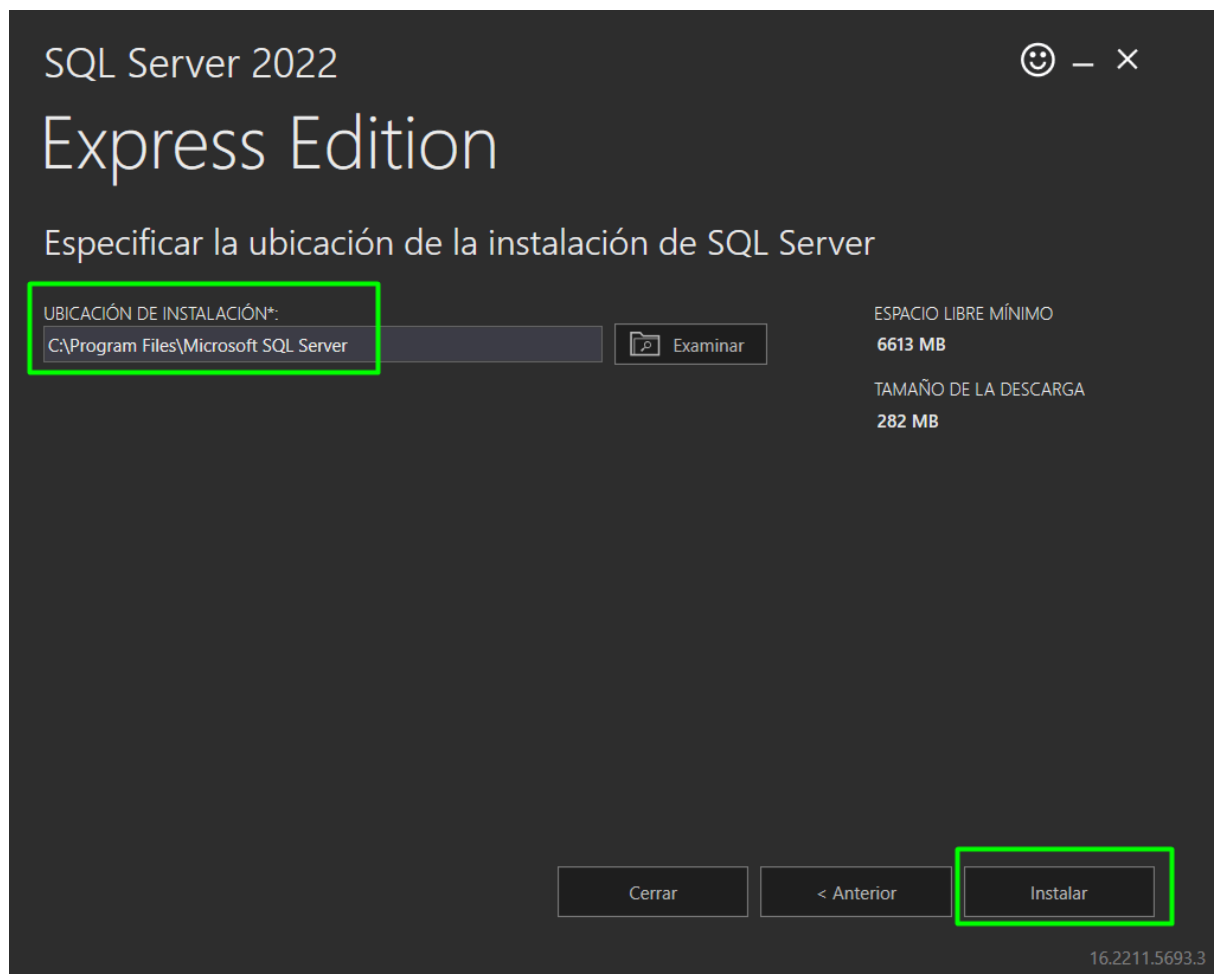 SQL Server 2022
Express Edition
Especificar la ubicación de la instalación de SQL Server
UBICACIÓN DE INSTALACIÓN*:
C:\Program Files\Microsoft SQL Server
Examinar
ESPACIO LIBRE MÍNIMO
6613 MB
TAMAÑO DE LA DESCARGA
282 MB
Cerrar
< Anterior
Instalar
16.2211.5693.3